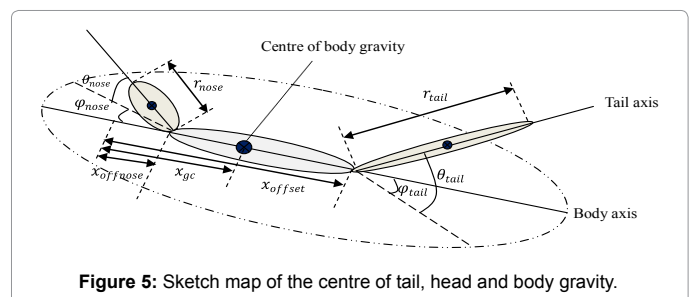 Centre of body gravity
θnose
rnose
φnose
rtail
Tail axis
xoffnose
xgc
xoffset
φtail
θtail
Body axis
Figure 5: Sketch map of the centre of tail, head and body gravity.